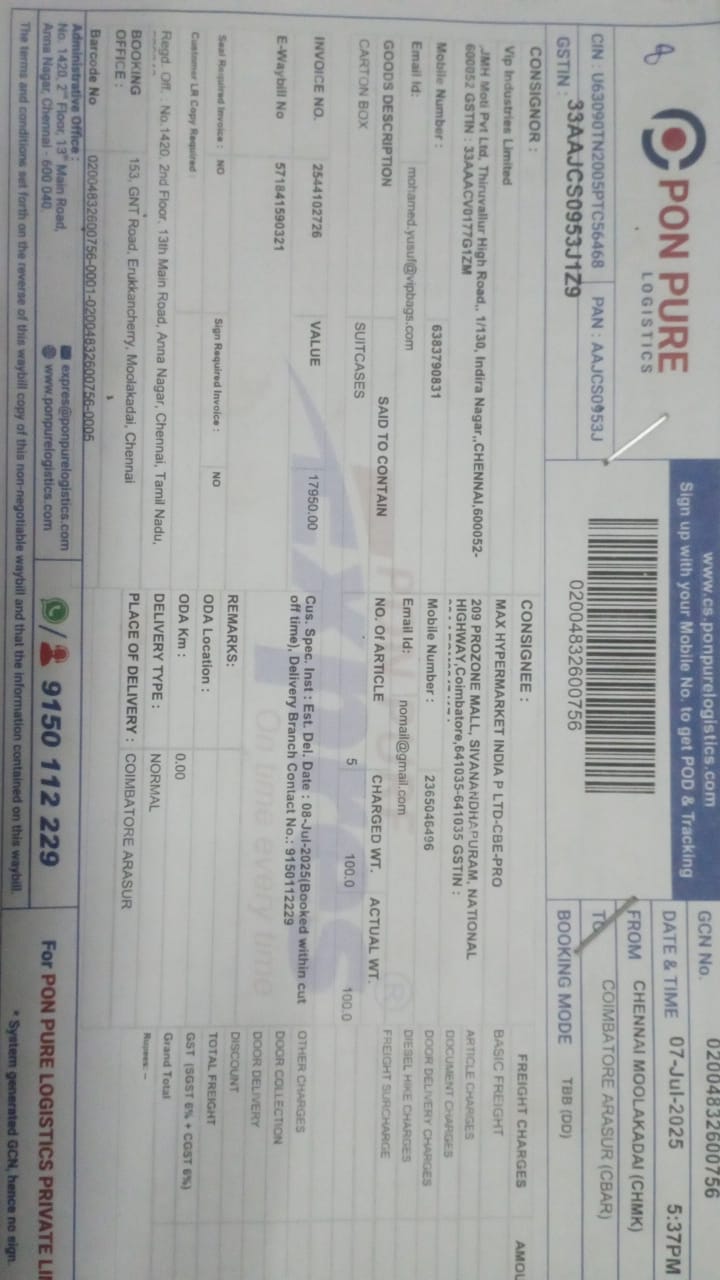 8
PON PURE
LOGISTICS
CIN : U63090TN2005PTC56468 PAN : AAJCS0953J
GSTIN : 33AAJCS0953J1Z9
www.cs.ponpurelogistics.com
Sign up with your Mobile No. to get POD & Tracking
02004832600756
GCN No. 02004832600756
DATE & TIME 07-Jul-2025 5:37PM
FROM CHENNAI MOOLAKADAI (CHMK)
TO COIMBATORE ARASUR (CBAR)
BOOKING MODE TBB (DD)
CONSIGNOR :
Vip Industries Limited
JMH Moti Pvt Ltd, Thiruvallur High Road,, 1/130, Indira Nagar,,CHENNAI,600052-
600052 GSTIN : 33AAACV0177G1ZM
Mobile Number : 6383790831
Email Id: mohamed.yusuf@vipbags.com
CONSIGNEE :
MAX HYPERMARKET INDIA P LTD-CBE-PRO
209 PROZONE MALL, SIVANANDHAPURAM, NATIONAL
HIGHWAY,Coimbatore,641035-641035 GSTIN :
Mobile Number : 2365046496
Email Id: nomail@gmail.com
GOODS DESCRIPTION SAID TO CONTAIN NO. Of ARTICLE CHARGED WT. ACTUAL WT.
CARTON BOX SUITCASES 5 100.0 100.0
INVOICE NO. 2544102726 VALUE 17950.00
E-Waybill No 571841590321
Cus. Spec. Inst : Est. Del. Date : 08-Jul-2025(Booked within cut
off time), Delivery Branch Contact No.: 9150112229
Seal Required Invoice : NO Sign Required Invoice : NO
Customer LR Copy Required :
REMARKS:
ODA Location :
ODA Km : 0.00
DELIVERY TYPE : NORMAL
PLACE OF DELIVERY : COIMBATORE ARASUR
FREIGHT CHARGES
BASIC FREIGHT
ARTICLE CHARGES
DOCUMENT CHARGES
DOOR DELIVERY CHARGES
DIESEL HIKE CHARGES
FREIGHT SURCHARGE
OTHER CHARGES
DOOR COLLECTION
DOOR DELIVERY
DISCOUNT
TOTAL FREIGHT
GST (SGST 6% + CGST 6%)
Grand Total
Rupees: --
Regd. Off. : No.1420, 2nd Floor, 13th Main Road, Anna Nagar, Chennai, Tamil Nadu,
BOOKING
OFFICE : 153, GNT Road, Erukkancherry, Moolakadai, Chennai
Barcode No 02004832600756-0001-02004832600756-0005
PON PURE
Express
On time every time
Administrative Office :
No. 1420, 2nd Floor, 13th Main Road,
Anna Nagar, Chennai - 600 040.
expres@ponpurelogistics.com
www.ponpurelogistics.com
9150 112 229
For PON PURE LOGISTICS PRIVATE LI
The terms and conditions set forth on the reverse of this waybill copy of this non-negotiable waybill and that the information contained on this waybill.
* System generated GCN, hence no sign.